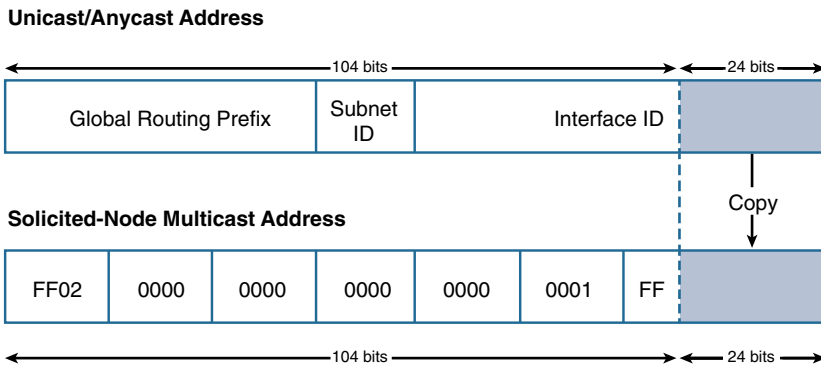 Unicast/Anycast Address
104 bits 24 bits
Global Routing Prefix Subnet ID Interface ID
Copy
Solicited-Node Multicast Address
FF02 0000 0000 0000 0000 0001 FF
104 bits 24 bits